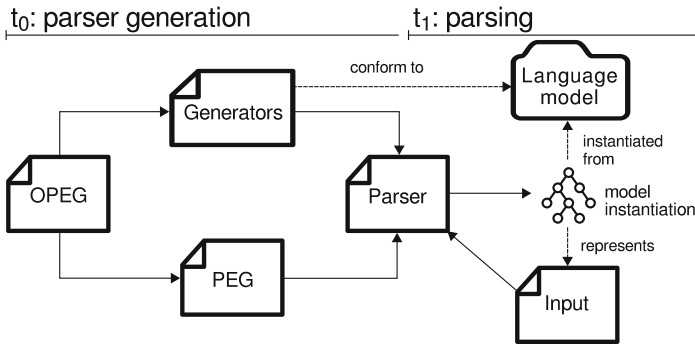 t0: parser generation
t1: parsing
conform to
Language
model
Generators
instantiated
from
OPEG
Parser
model
instantiation
represents
PEG
Input